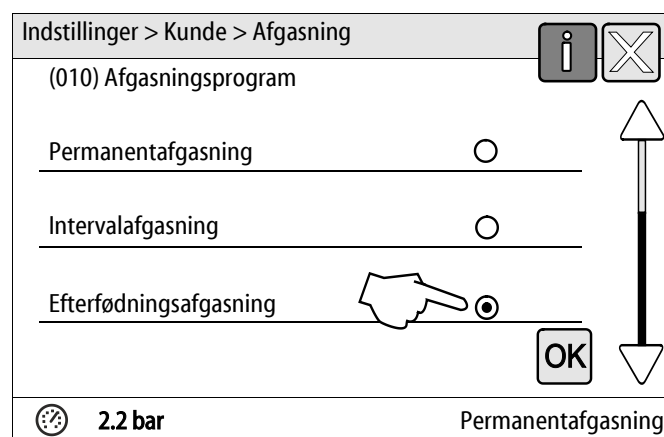 Indstillinger > Kunde > Afgasning
i X
(010) Afgasningsprogram
Permanentafgasning
Intervalafgasning
Efterfødningsafgasning
OK
2.2 bar Permanentafgasning